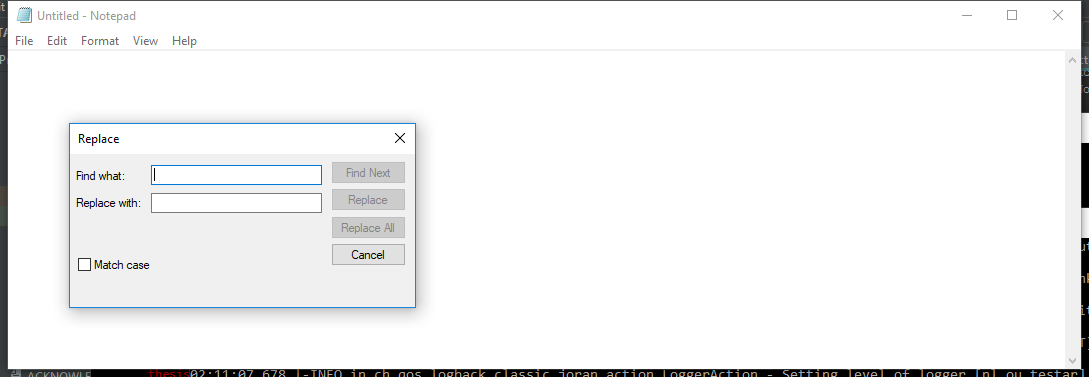 Untitled - Notepad
File Edit Format View Help
Replace
Find what:
Find Next
Replace with:
Replace
Replace All
Cancel
Match case
ACKNOWLE
thesis02:11:07,678 |-INFO in ch.qos.logback.classic.joran.action.LoggerAction - Setting level of logger [nl.ou.testar]